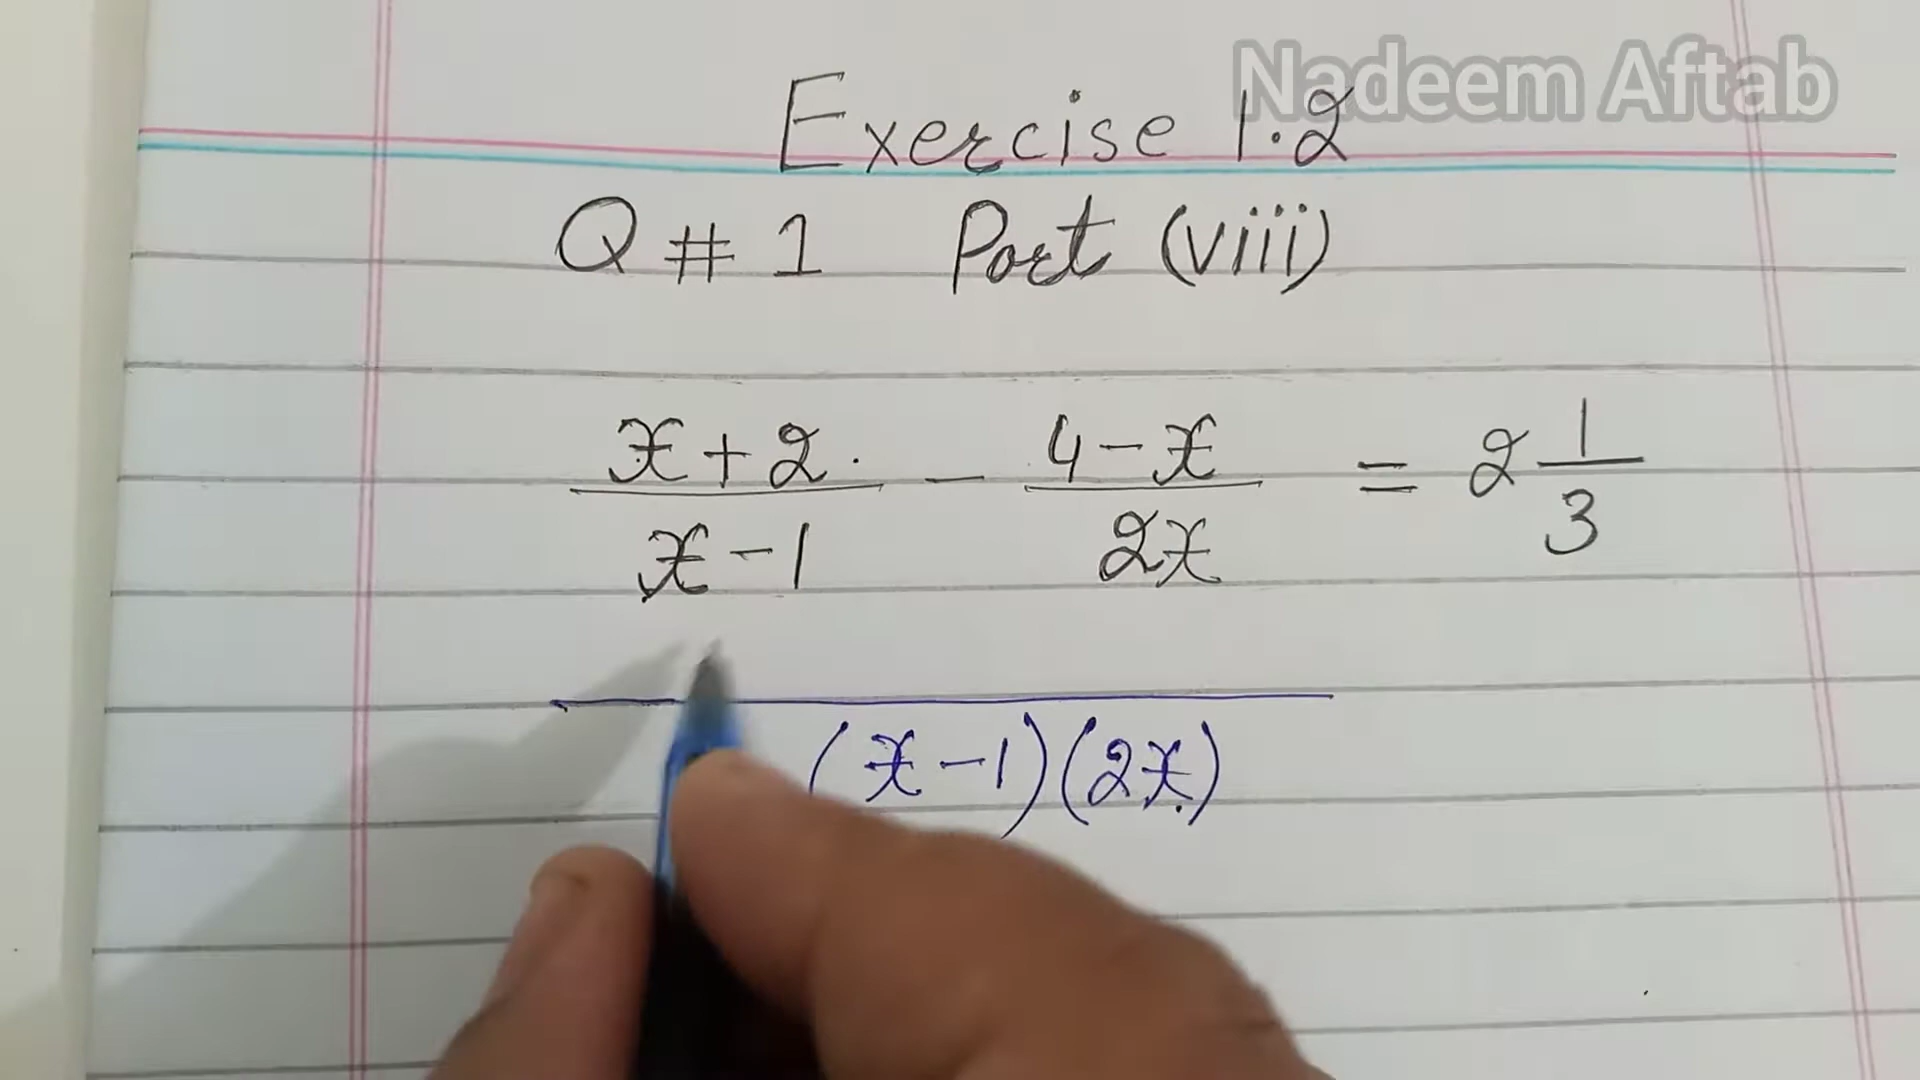 Nadeem Aftab
Exercise 1.2
Q # 1 Part (viii)
x+2/x-1 - 4-x/2x = 2 1/3
(x-1)(2x)